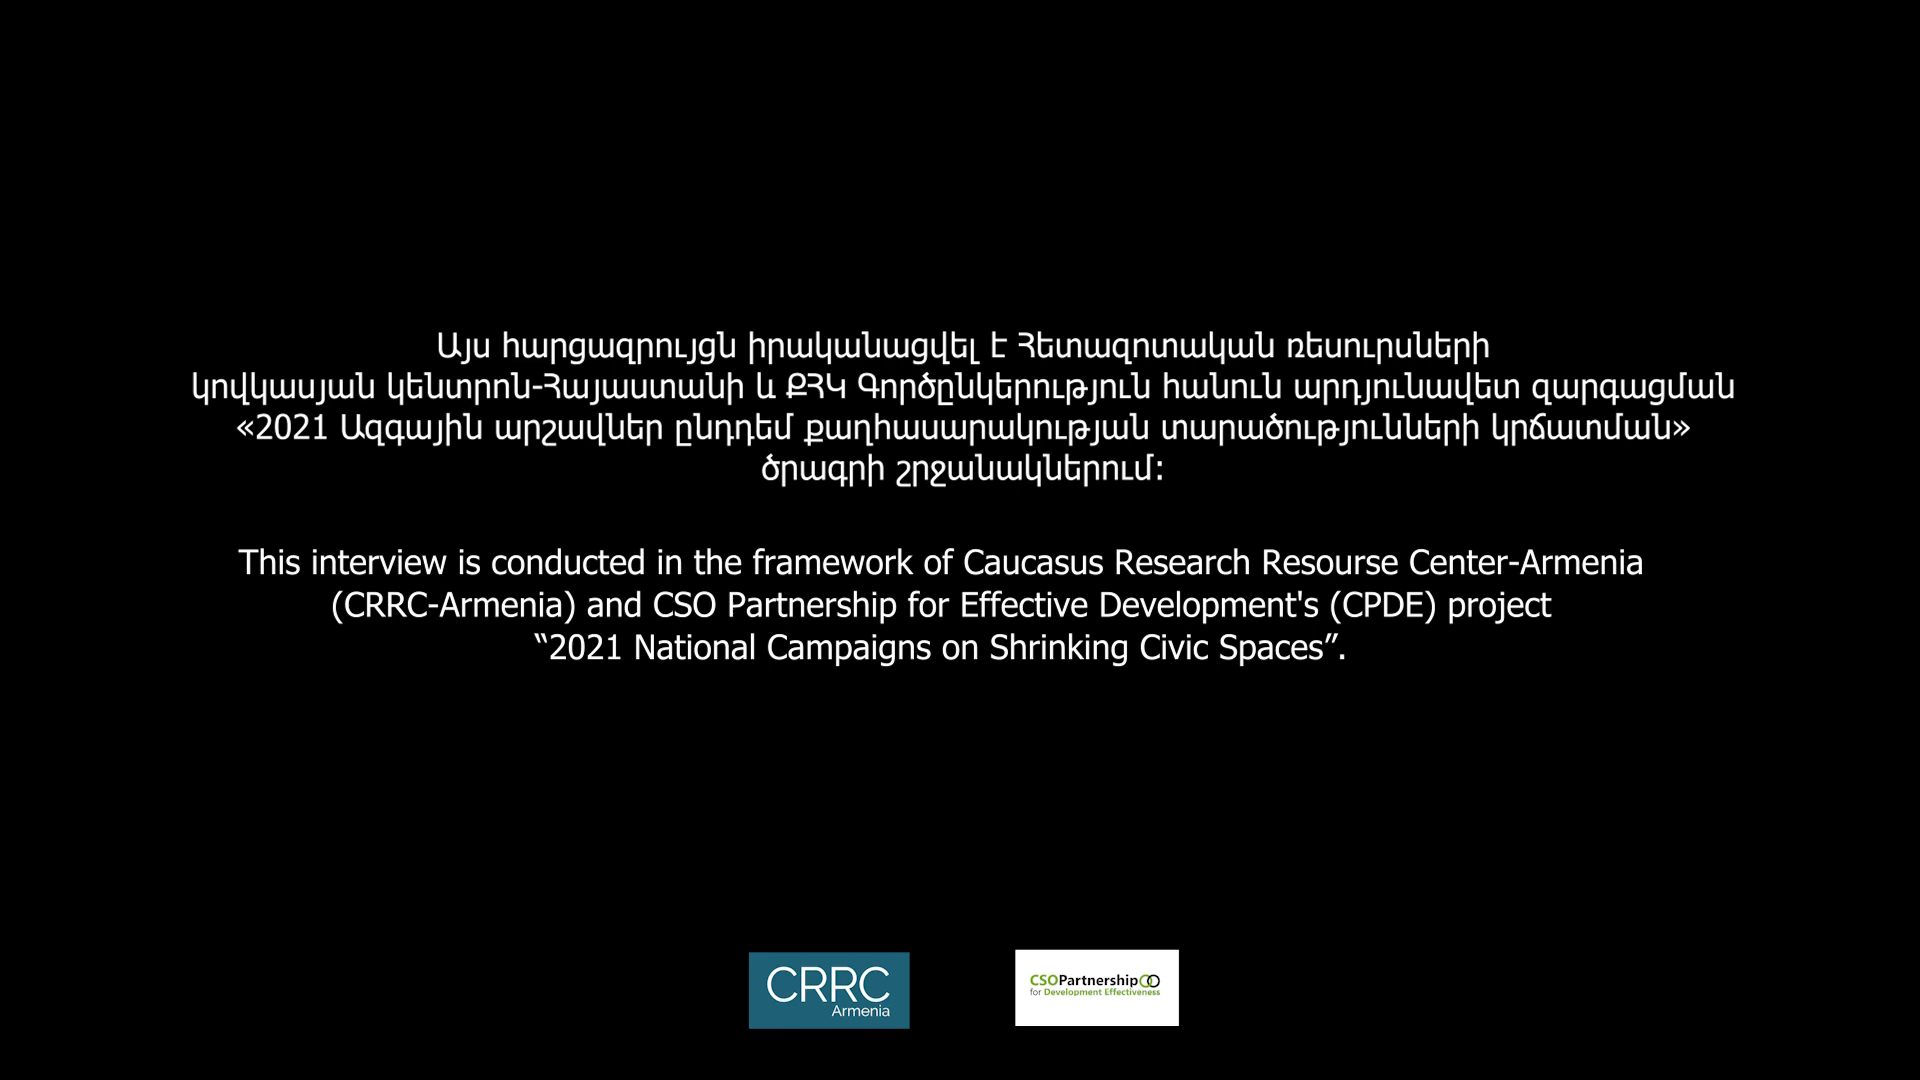 Այս հարցազրույցն իրականացվել է Հետազոտական ռեսուրսների
կովկասյան կենտրոն-Հայաստանի և ՔՀԿ Գործընկերություն հանուն արդյունավետ զարգացման
«2021 Ազգային արշավներ ընդդեմ քաղհասարակության տարածությունների կրճատման»
ծրագրի շրջանակներում:
This interview is conducted in the framework of Caucasus Research Resourse Center-Armenia
(CRRC-Armenia) and CSO Partnership for Effective Development's (CPDE) project
“2021 National Campaigns on Shrinking Civic Spaces”.
CRRC
Armenia
CSOPartnership
for Development Effectiveness